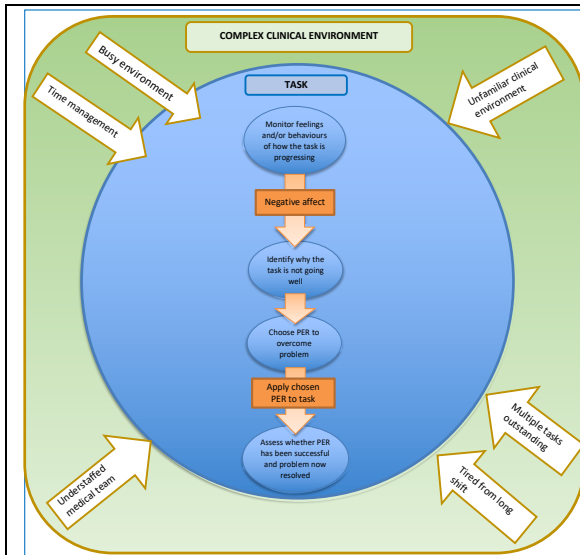 COMPLEX CLINICAL ENVIRONMENT
Busy environment
Time management
Unfamiliar clinical
environment
TASK
Monitor feelings
and/or behaviours
of how the task is
progressing
Negative affect
Identify why the
task is not going
well
Choose PER to
overcome
problem
Apply chosen
PER to task
Assess whether PER
has been successful
and problem now
resolved
Understaffed
medical team
Multiple tasks
outstanding
Tired from long
shift